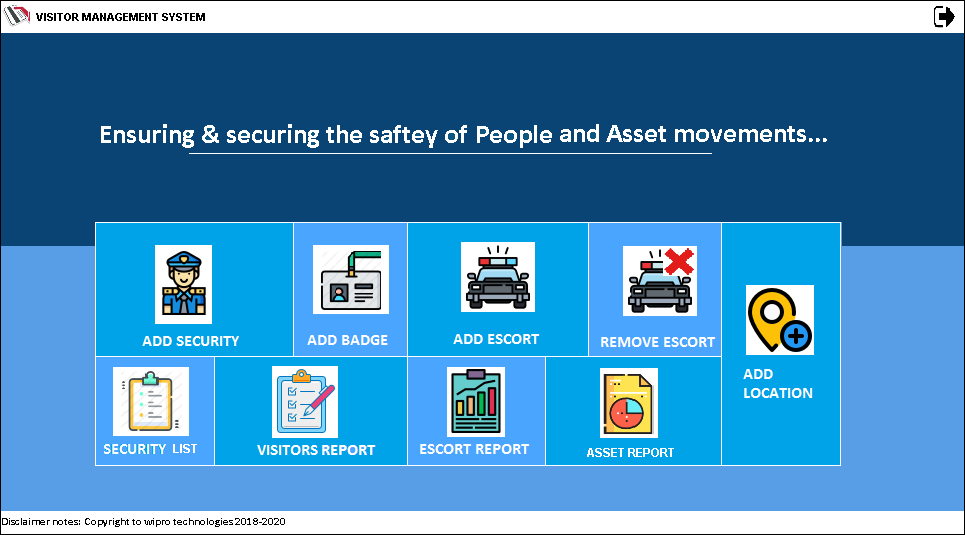 VISITOR MANAGEMENT SYSTEM
Ensuring & securing the saftey of People and Asset movements...
ADD SECURITY
ADD BADGE
ADD ESCORT
REMOVE ESCORT
ADD
LOCATION
SECURITY LIST
VISITORS REPORT
ESCORT REPORT
ASSET REPORT
Disclaimer notes: Copyright to wipro technologies 2018-2020